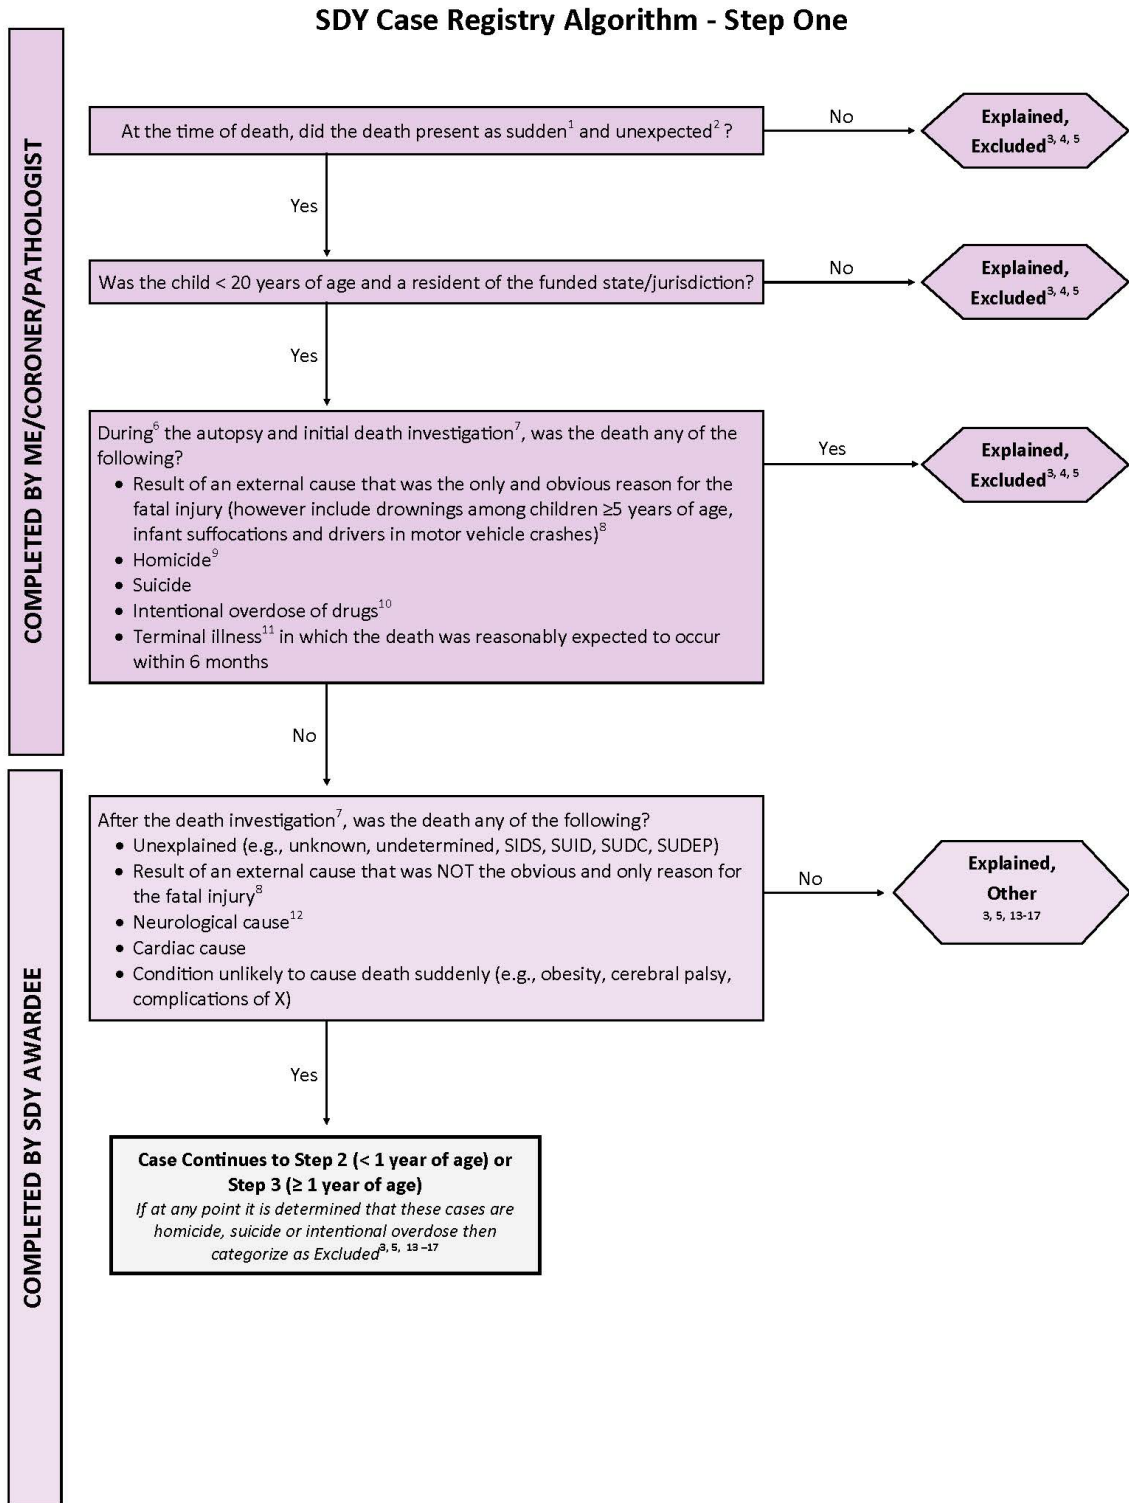 SDY Case Registry Algorithm - Step One
COMPLETED BY ME/CORONER/PATHOLOGIST
At the time of death, did the death present as sudden1 and unexpected2 ?
No
Explained,
Excluded3, 4, 5
Yes
Was the child < 20 years of age and a resident of the funded state/jurisdiction?
No
Explained,
Excluded3, 4, 5
Yes
During6 the autopsy and initial death investigation7, was the death any of the
following?
• Result of an external cause that was the only and obvious reason for the
fatal injury (however include drownings among children ≥5 years of age,
infant suffocations and drivers in motor vehicle crashes)8
• Homicide9
• Suicide
• Intentional overdose of drugs10
• Terminal illness11 in which the death was reasonably expected to occur
within 6 months
Yes
Explained,
Excluded3, 4, 5
No
COMPLETED BY SDY AWARDEE
After the death investigation7, was the death any of the following?
• Unexplained (e.g., unknown, undetermined, SIDS, SUID, SUDC, SUDEP)
• Result of an external cause that was NOT the obvious and only reason for
the fatal injury8
• Neurological cause12
• Cardiac cause
• Condition unlikely to cause death suddenly (e.g., obesity, cerebral palsy,
complications of X)
No
Explained,
Other
3, 5, 13-17
Yes
Case Continues to Step 2 (< 1 year of age) or
Step 3 (≥ 1 year of age)
If at any point it is determined that these cases are
homicide, suicide or intentional overdose then
categorize as Excluded3, 5, 13–17